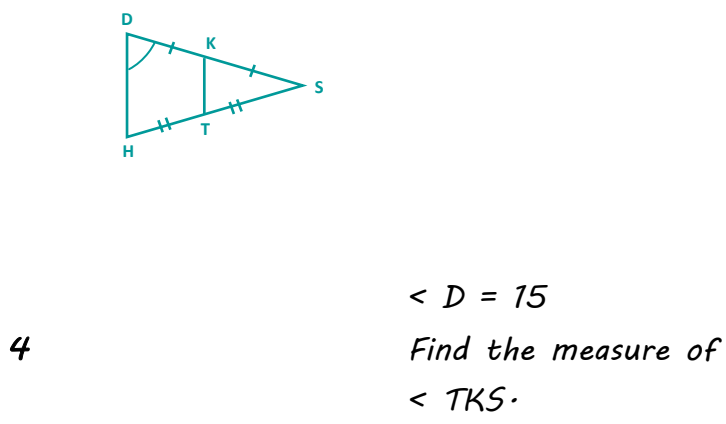 D
K
S
T
H
< D = 15
4
Find the measure of
< TKS.